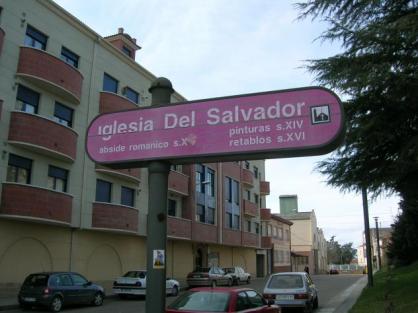 Iglesia Del Salvador
abside romanico
pinturas s.XIV
retablos s.XVI